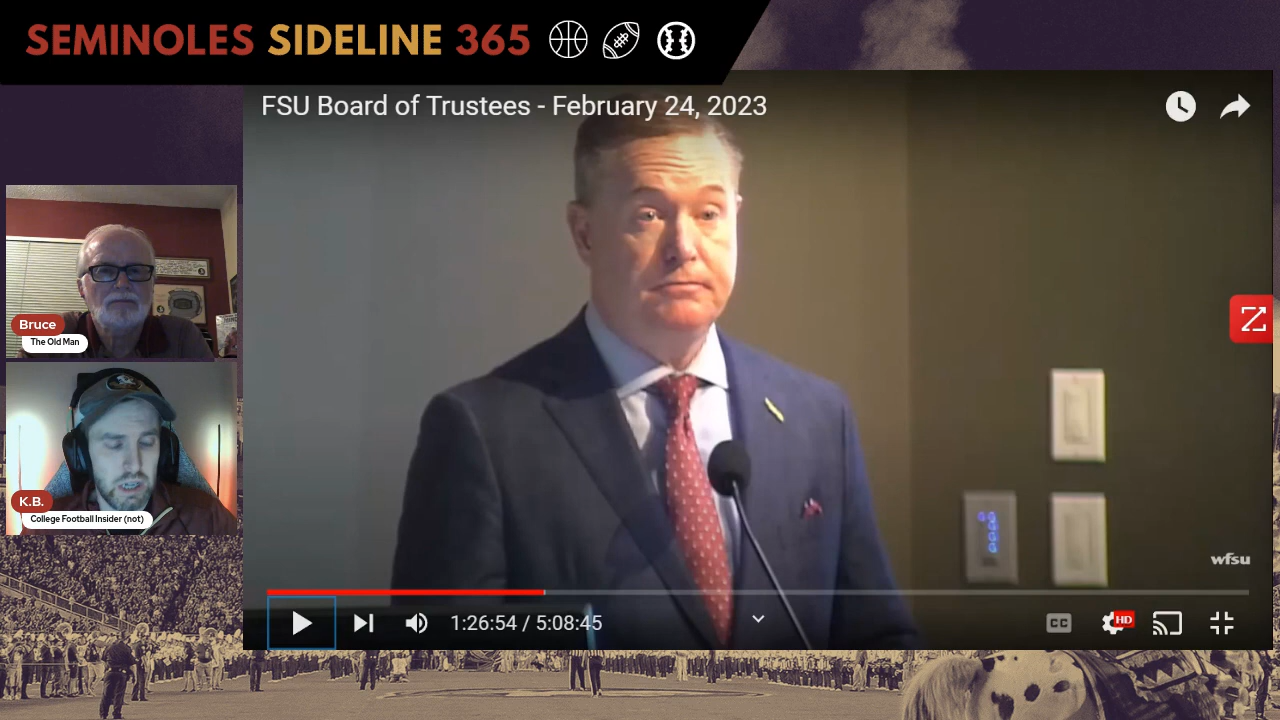 SEMINOLES SIDELINE 365
FSU Board of Trustees - February 24, 2023
Bruce
The Old Man
K.B.
College Football Insider (not)
wfsu
1:26:54 / 5:08:45
CC
HD